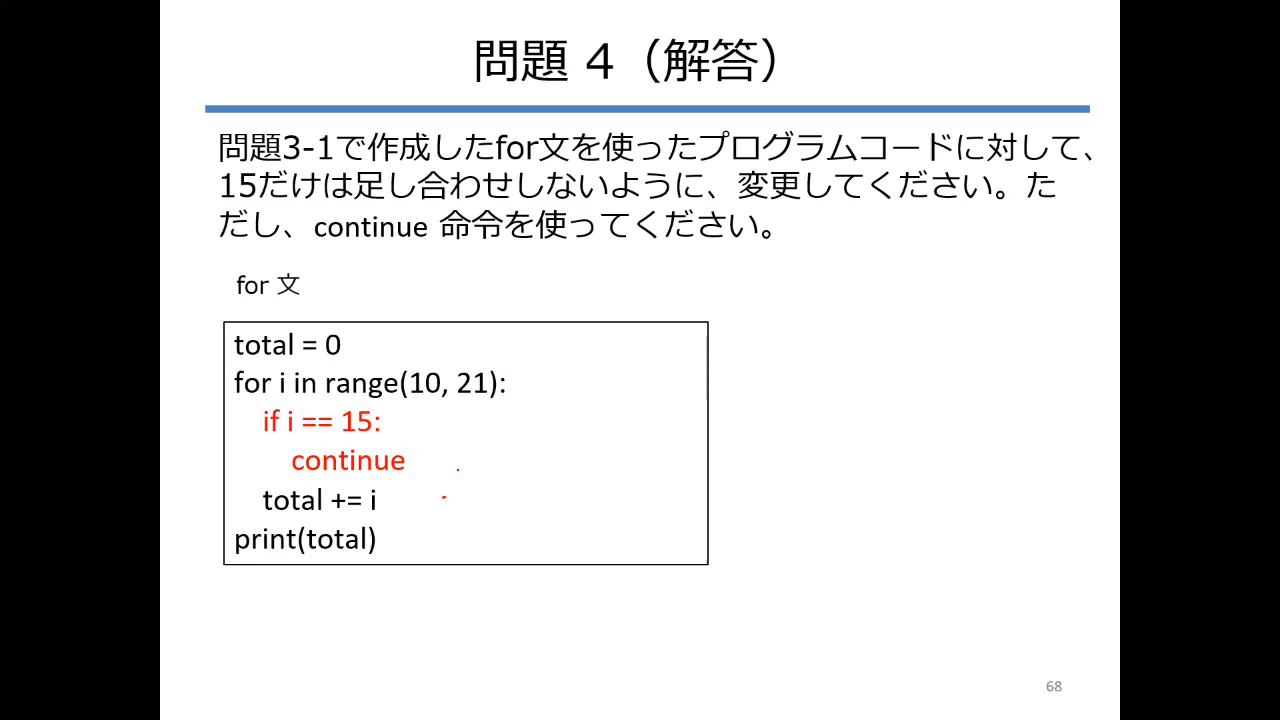 問題 4（解答）
問題3-1で作成したfor文を使ったプログラムコードに対して、
15だけは足し合わせしないように、変更してください。た
だし、continue 命令を使ってください。
for 文
total = 0
for i in range(10, 21):
if i == 15:
continue
total += i
print(total)
68